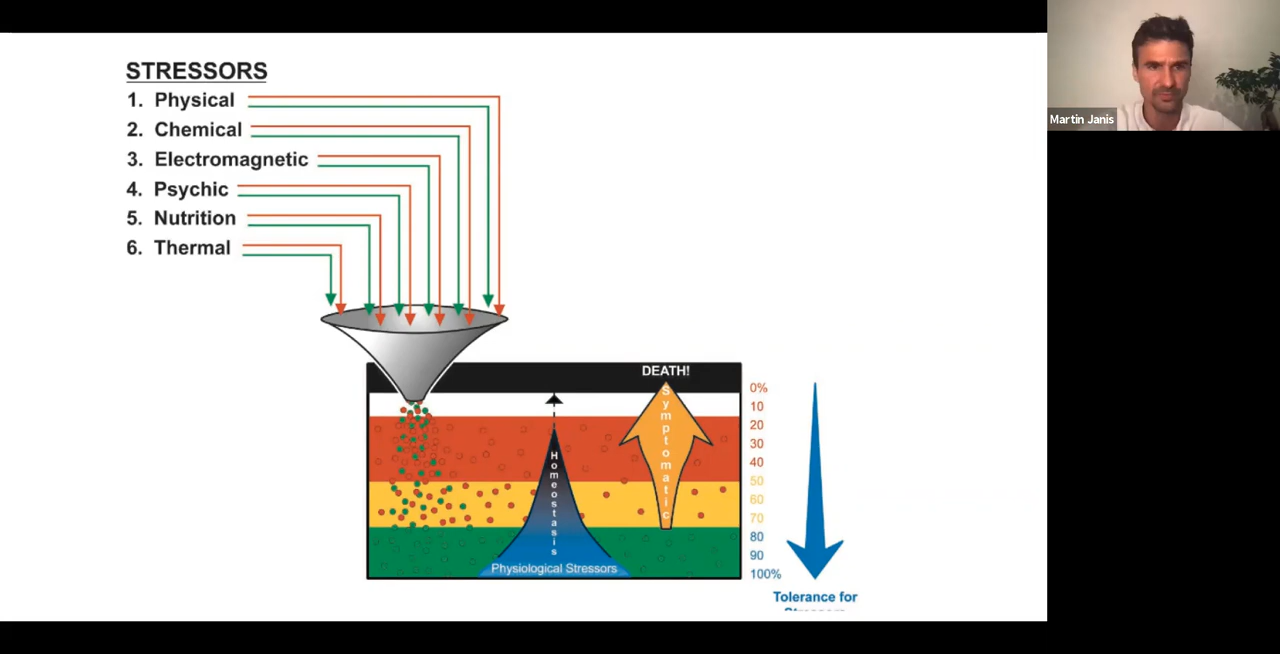 STRESSORS
1. Physical
2. Chemical
3. Electromagnetic
4. Psychic
5. Nutrition
6. Thermal
Martin Janis
DEATH!
Symptomatic
Homeostasis
Physiological Stressors
0%
10
20
30
40
50
60
70
80
90
100%
Tolerance for